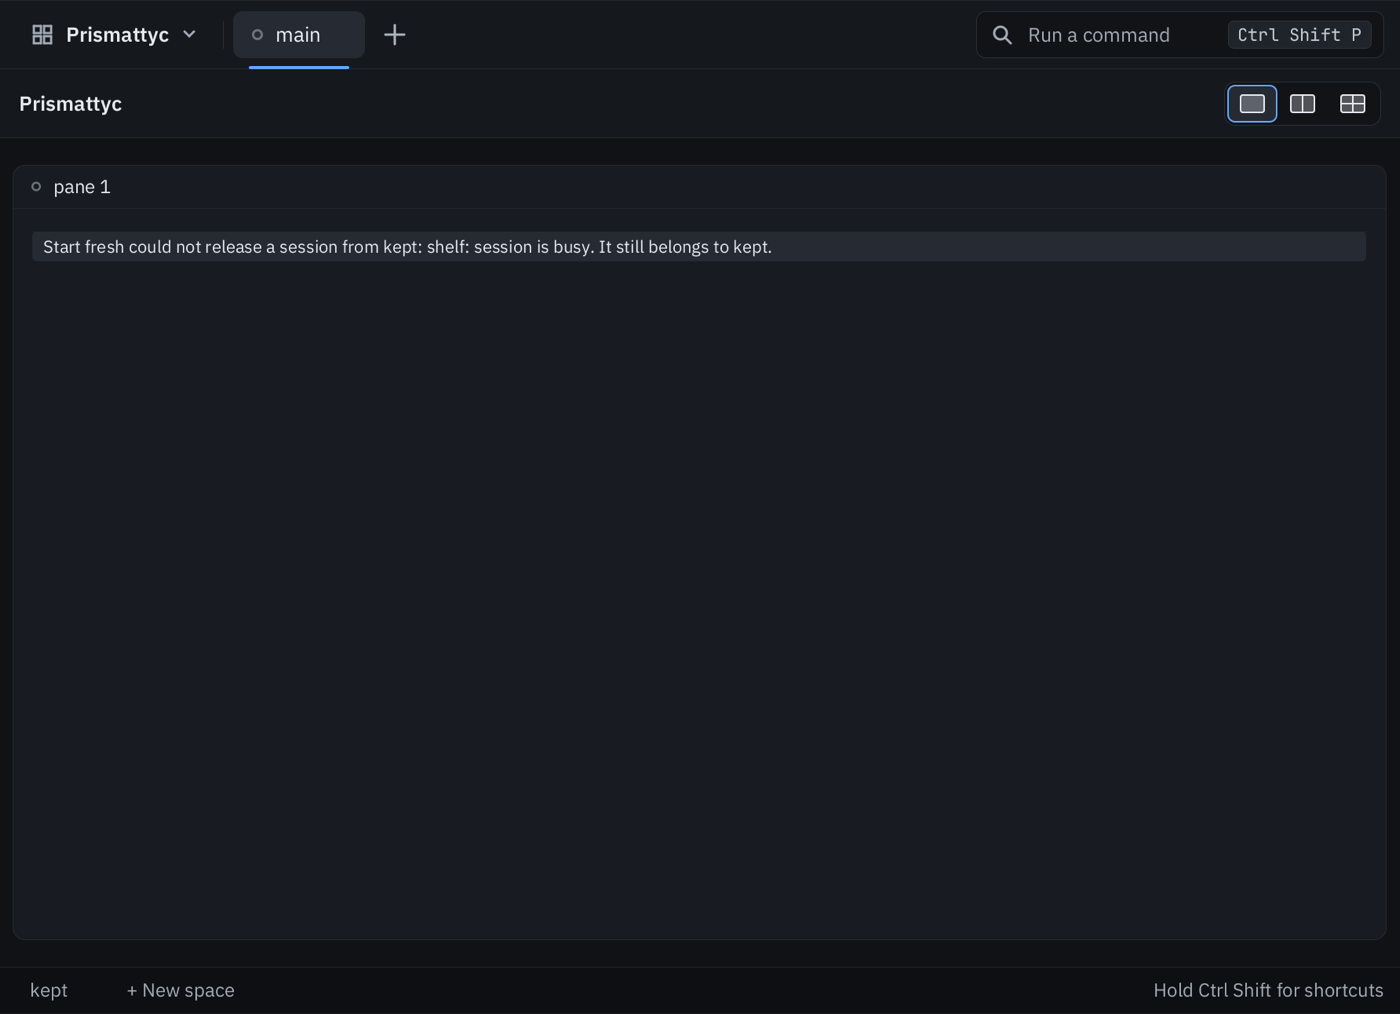 Prismattyc
main
Run a command
Ctrl Shift P
Prismattyc
pane 1
Start fresh could not release a session from kept: shelf: session is busy. It still belongs to kept.
kept
+ New space
Hold Ctrl Shift for shortcuts